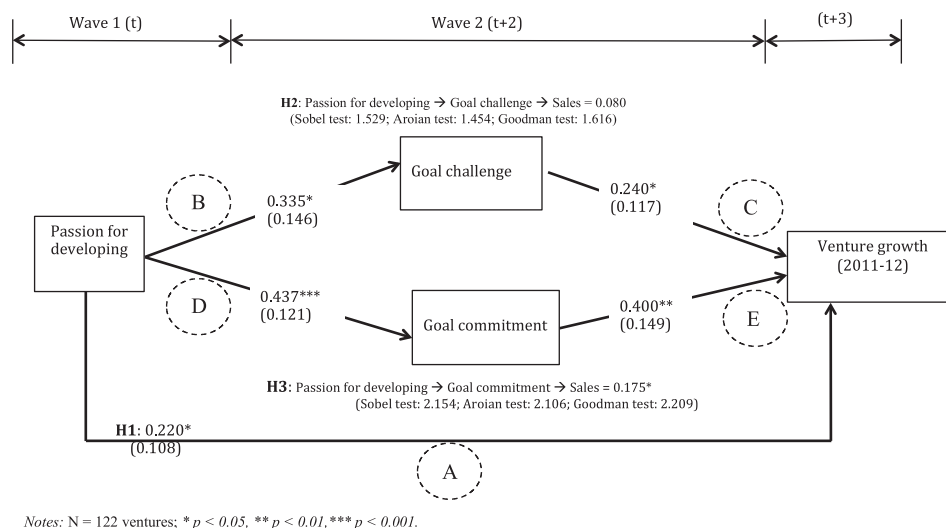 Wave 1 (t)
Wave 2 (t+2)
(t+3)
H2: Passion for developing → Goal challenge → Sales = 0.080
(Sobel test: 1.529; Aroian test: 1.454; Goodman test: 1.616)
Goal challenge
B
0.335*
(0.146)
0.240*
(0.117)
C
Passion for
developing
Venture growth
(2011-12)
D
0.437***
(0.121)
Goal commitment
0.400**
(0.149)
E
H3: Passion for developing → Goal commitment → Sales = 0.175*
(Sobel test: 2.154; Aroian test: 2.106; Goodman test: 2.209)
H1: 0.220*
(0.108)
A
Notes: N = 122 ventures; * p < 0.05, ** p < 0.01,*** p < 0.001.